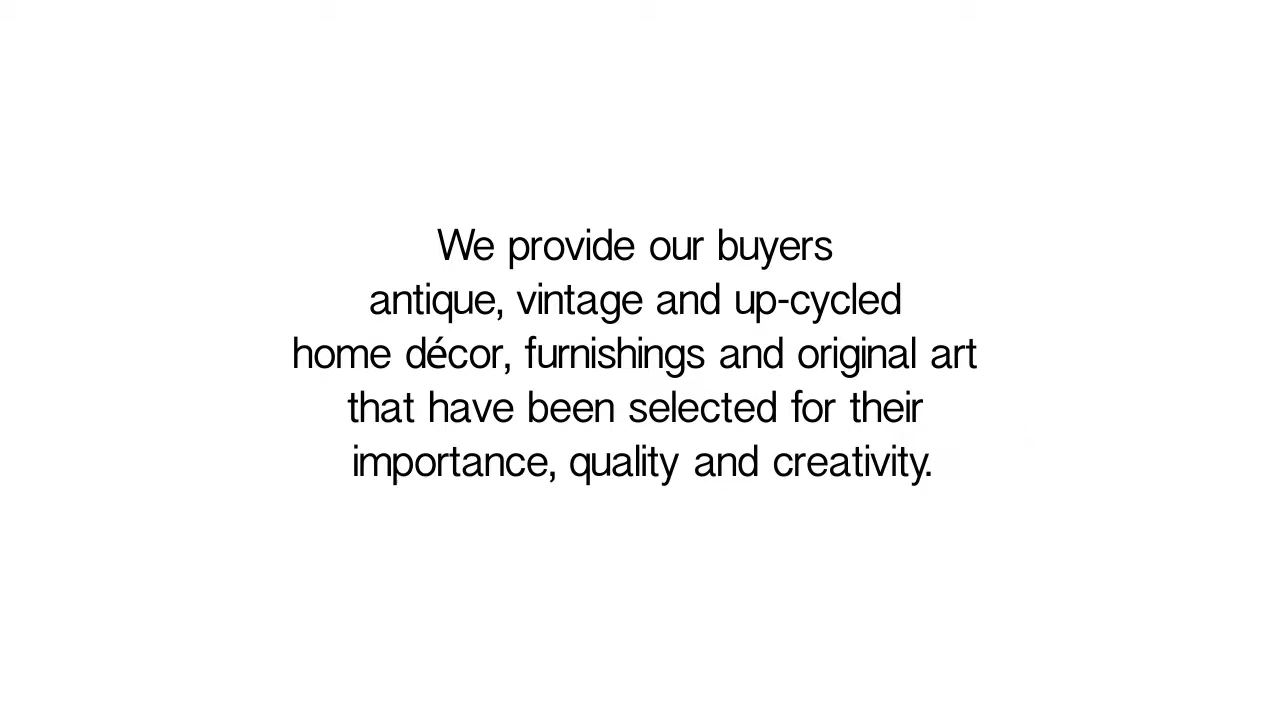 We provide our buyers
antique, vintage and up-cycled
home décor, furnishings and original art
that have been selected for their
importance, quality and creativity.